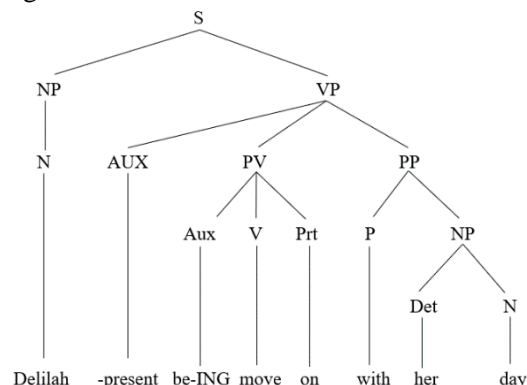 S
NP VP
N AUX PV PP
Aux V Prt P NP
Det N
Delilah -present be-ING move on with her day